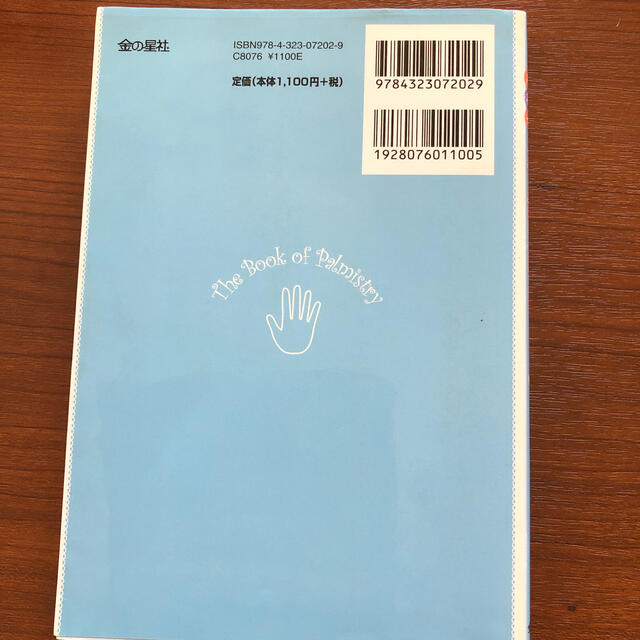 金の星社
ISBN978-4-323-07202-9
C8076 ¥1100E
定価(本体1,100円+税)
9784323072029
1928076011005
The Book of Palmistry